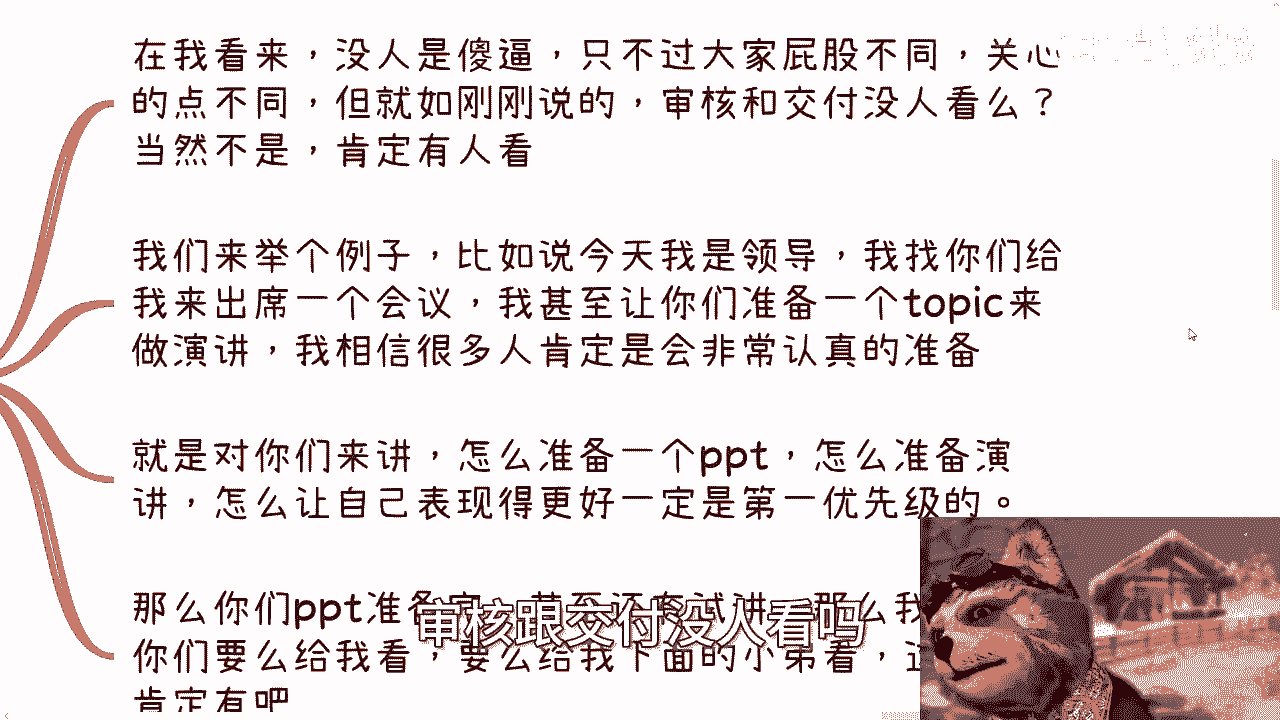 在我看来，没人是傻逼，只不过大家屁股不同，关心
的点不同，但就如刚刚说的，审核和交付没人看么？
当然不是，肯定有人看
我们来举个例子，比如说今天我是领导，我找你们给
我来出席一个会议，我甚至让你们准备一个topic来
做演讲，我相信很多人肯定是会非常认真的准备
就是对你们来讲，怎么准备一个ppt，怎么准备演
讲，怎么让自己表现得更好一定是第一优先级的。
那么你们ppt准备完，甚至还有试讲，那么我
审核跟交付没人看吗
你们要么给我看，要么给我下面的小弟看，这
肯定有吧